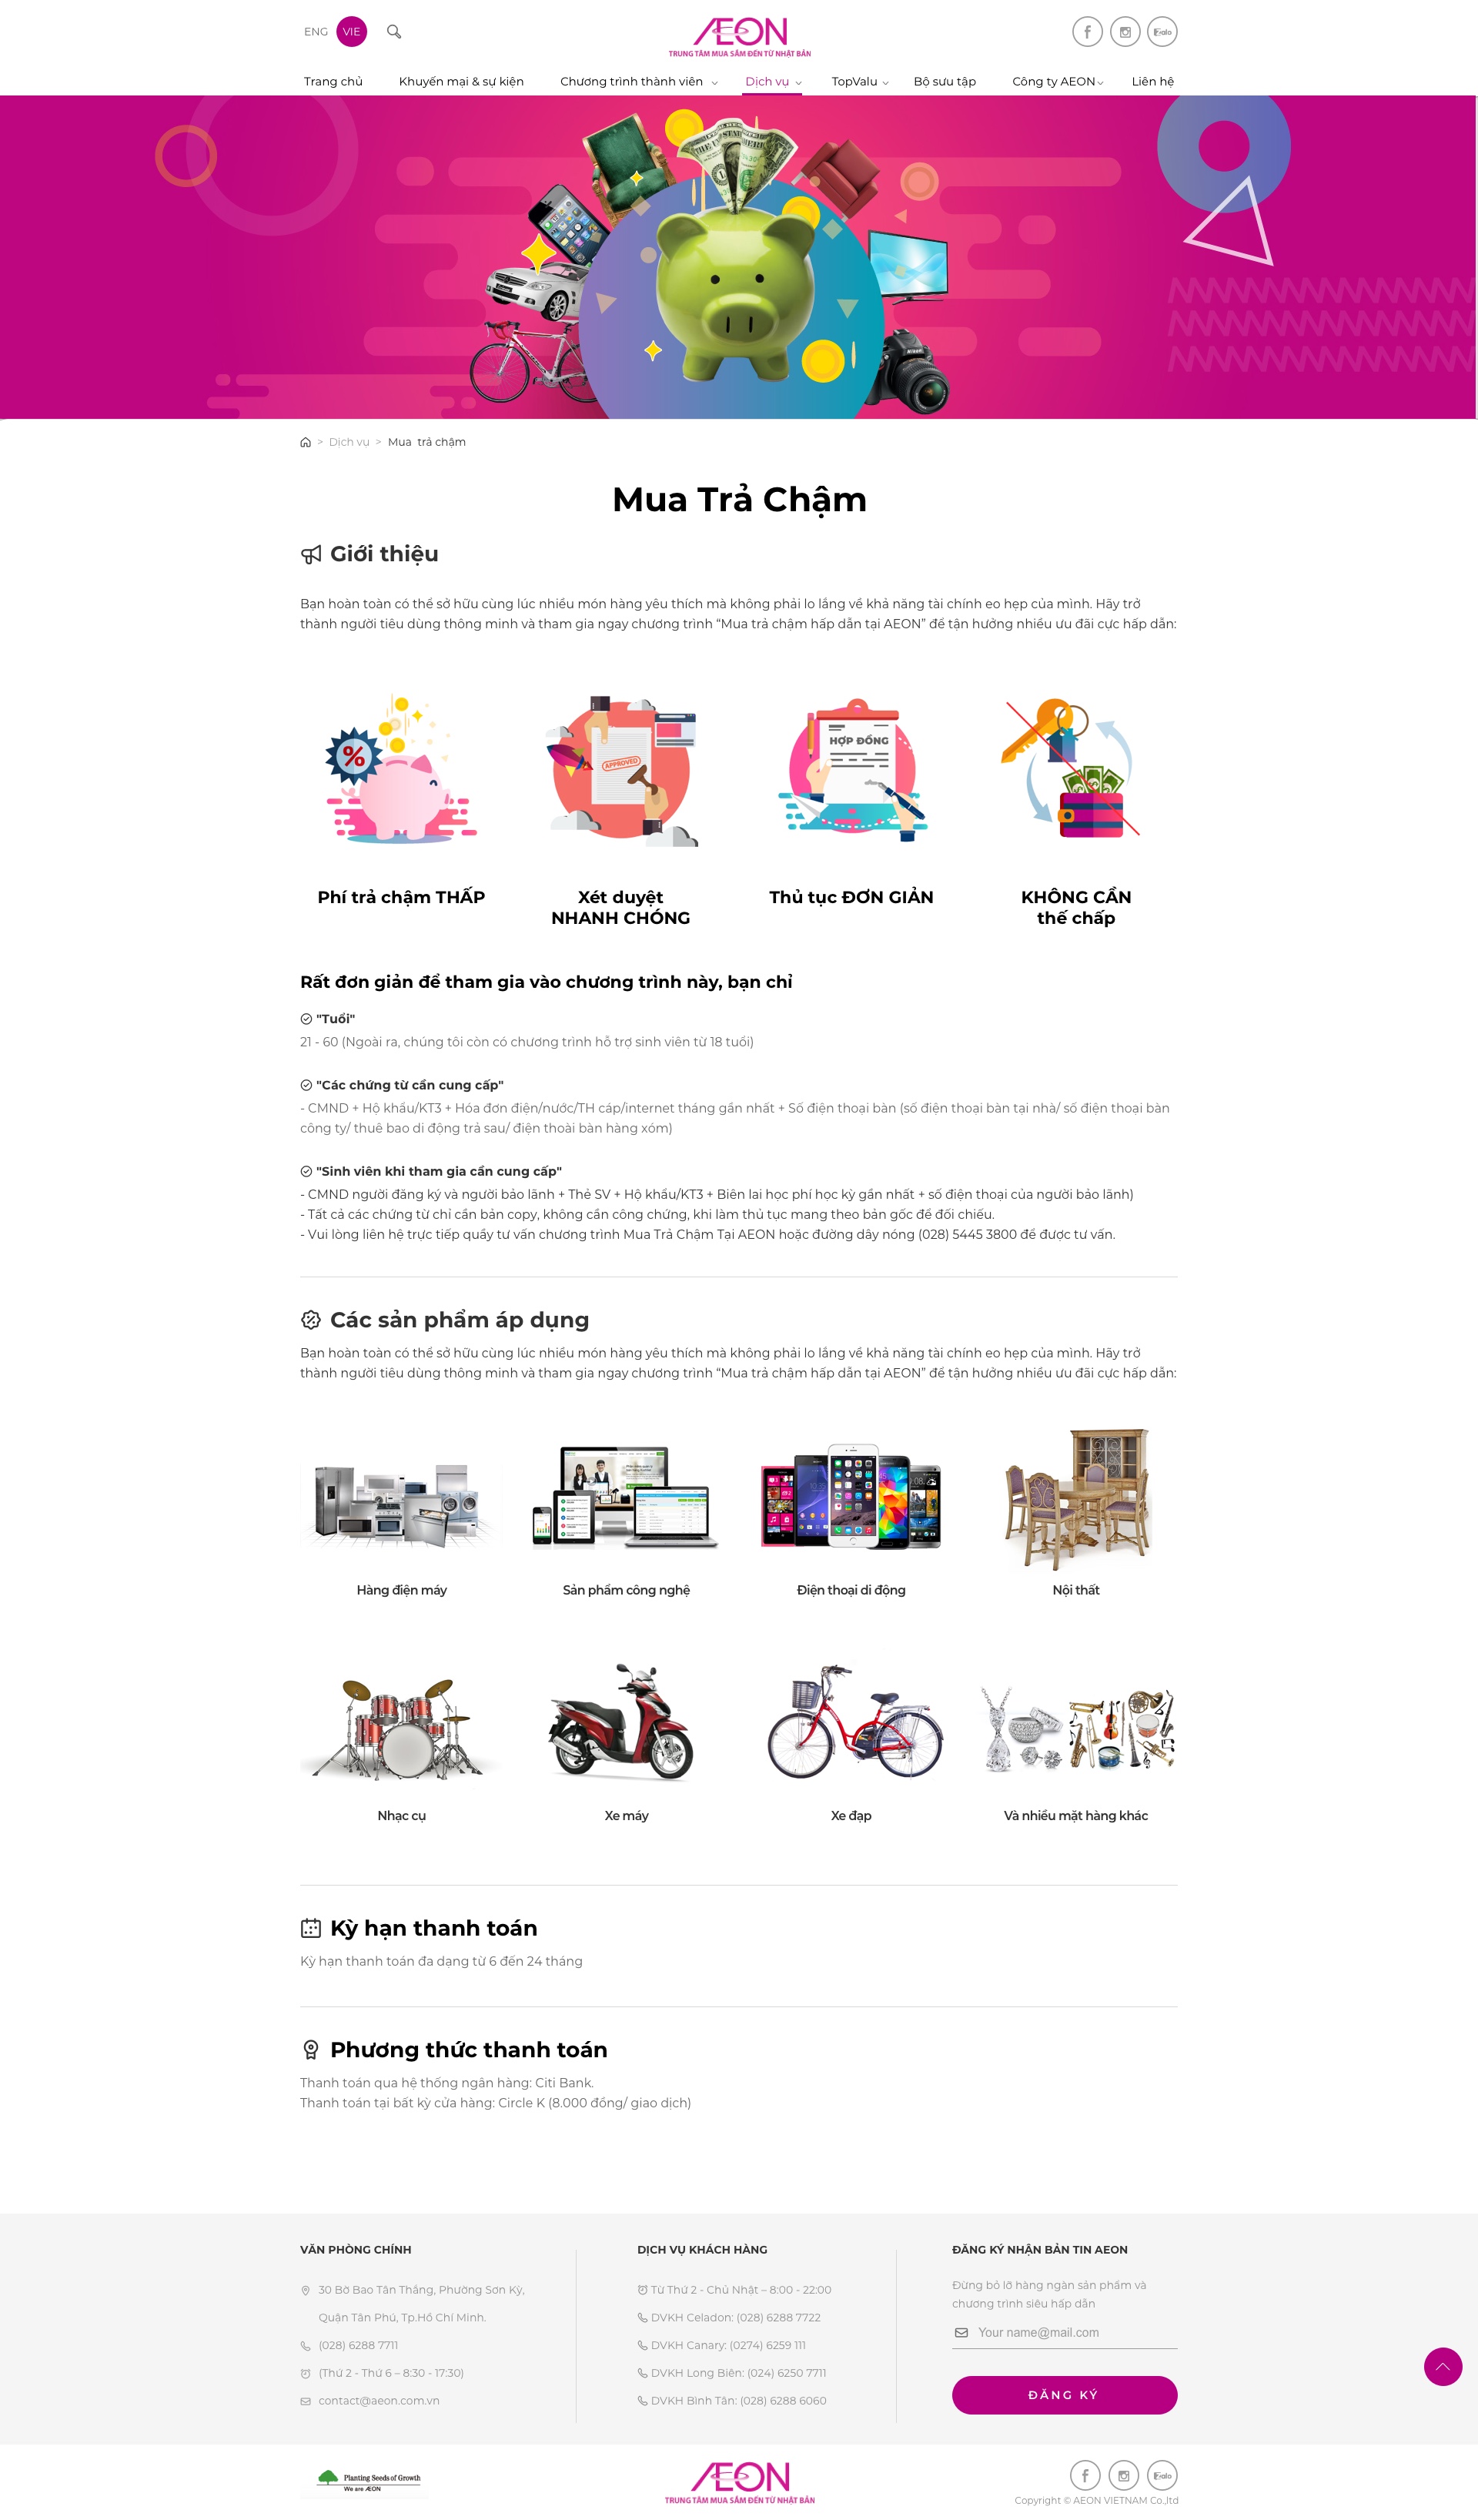 ENG VIE
ÆON
TRUNG TÂM MUA SẮM ĐẾN TỪ NHẬT BẢN
Zalo
Trang chủ Khuyến mại & sự kiện Chương trình thành viên Dịch vụ TopValu Bộ sưu tập Công ty AEON Liên hệ
Nikon
> Dịch vụ > Mua trả chậm
Mua Trả Chậm
Giới thiệu
Bạn hoàn toàn có thể sở hữu cùng lúc nhiều món hàng yêu thích mà không phải lo lắng về khả năng tài chính eo hẹp của mình. Hãy trở
thành người tiêu dùng thông minh và tham gia ngay chương trình “Mua trả chậm hấp dẫn tại AEON” để tận hưởng nhiều ưu đãi cực hấp dẫn:
%
APPROVED
HỢP ĐỒNG
Phí trả chậm THẤP
Xét duyệt
NHANH CHÓNG
Thủ tục ĐƠN GIẢN
KHÔNG CẦN
thế chấp
Rất đơn giản để tham gia vào chương trình này, bạn chỉ
"Tuổi"
21 - 60 (Ngoài ra, chúng tôi còn có chương trình hỗ trợ sinh viên từ 18 tuổi)
"Các chứng từ cần cung cấp"
- CMND + Hộ khẩu/KT3 + Hóa đơn điện/nước/TH cáp/internet tháng gần nhất + Số điện thoại bàn (số điện thoại bàn tại nhà/ số điện thoại bàn
công ty/ thuê bao di động trả sau/ điện thoài bàn hàng xóm)
"Sinh viên khi tham gia cần cung cấp"
- CMND người đăng ký và người bảo lãnh + Thẻ SV + Hộ khẩu/KT3 + Biên lai học phí học kỳ gần nhất + số điện thoại của người bảo lãnh)
- Tất cả các chứng từ chỉ cần bản copy, không cần công chứng, khi làm thủ tục mang theo bản gốc để đối chiếu.
- Vui lòng liên hệ trực tiếp quầy tư vấn chương trình Mua Trả Chậm Tại AEON hoặc đường dây nóng (028) 5445 3800 để được tư vấn.
Các sản phẩm áp dụng
Bạn hoàn toàn có thể sở hữu cùng lúc nhiều món hàng yêu thích mà không phải lo lắng về khả năng tài chính eo hẹp của mình. Hãy trở
thành người tiêu dùng thông minh và tham gia ngay chương trình “Mua trả chậm hấp dẫn tại AEON” để tận hưởng nhiều ưu đãi cực hấp dẫn:
Hàng điện máy
Sản phẩm công nghệ
Điện thoại di động
Nội thất
Nhạc cụ
Xe máy
Xe đạp
Và nhiều mặt hàng khác
Kỳ hạn thanh toán
Kỳ hạn thanh toán đa dạng từ 6 đến 24 tháng
Phương thức thanh toán
Thanh toán qua hệ thống ngân hàng: Citi Bank.
Thanh toán tại bất kỳ cửa hàng: Circle K (8.000 đồng/ giao dịch)
VĂN PHÒNG CHÍNH
30 Bờ Bao Tân Thắng, Phường Sơn Kỳ,
Quận Tân Phú, Tp.Hồ Chí Minh.
(028) 6288 7711
(Thứ 2 - Thứ 6 – 8:30 - 17:30)
contact@aeon.com.vn
DỊCH VỤ KHÁCH HÀNG
Từ Thứ 2 - Chủ Nhật – 8:00 - 22:00
DVKH Celadon: (028) 6288 7722
DVKH Canary: (0274) 6259 111
DVKH Long Biên: (024) 6250 7711
DVKH Bình Tân: (028) 6288 6060
ĐĂNG KÝ NHẬN BẢN TIN AEON
Đừng bỏ lỡ hàng ngàn sản phẩm và
chương trình siêu hấp dẫn
Your name@mail.com
ĐĂNG KÝ
Planting Seeds of Growth
We are ÆON
ÆON
TRUNG TÂM MUA SẮM ĐẾN TỪ NHẬT BẢN
Zalo
Copyright © AEON VIETNAM Co.,ltd